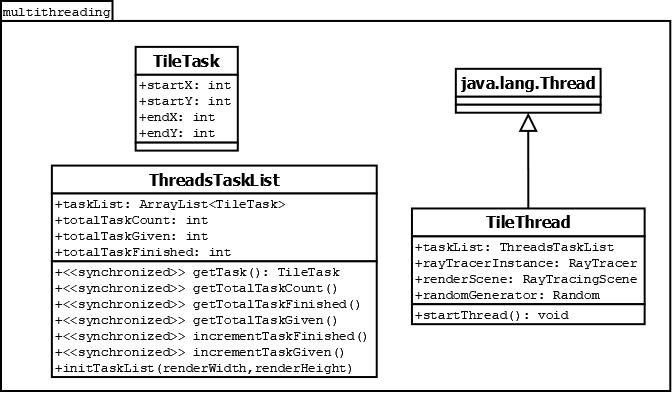 multithreading
TileTask
+startX: int
+startY: int
+endX: int
+endY: int
ThreadsTaskList
+taskList: ArrayList<TileTask>
+totalTaskCount: int
+totalTaskGiven: int
+totalTaskFinished: int
+<<synchronized>> getTask(): TileTask
+<<synchronized>> getTotalTaskCount()
+<<synchronized>> getTotalTaskFinished()
+<<synchronized>> getTotalTaskGiven()
+<<synchronized>> incrementTaskFinished()
+<<synchronized>> incrementTaskGiven()
+initTaskList(renderWidth,renderHeight)
java.lang.Thread
TileThread
+taskList: ThreadsTaskList
+rayTracerInstance: RayTracer
+renderScene: RayTracingScene
+randomGenerator: Random
+startThread(): void